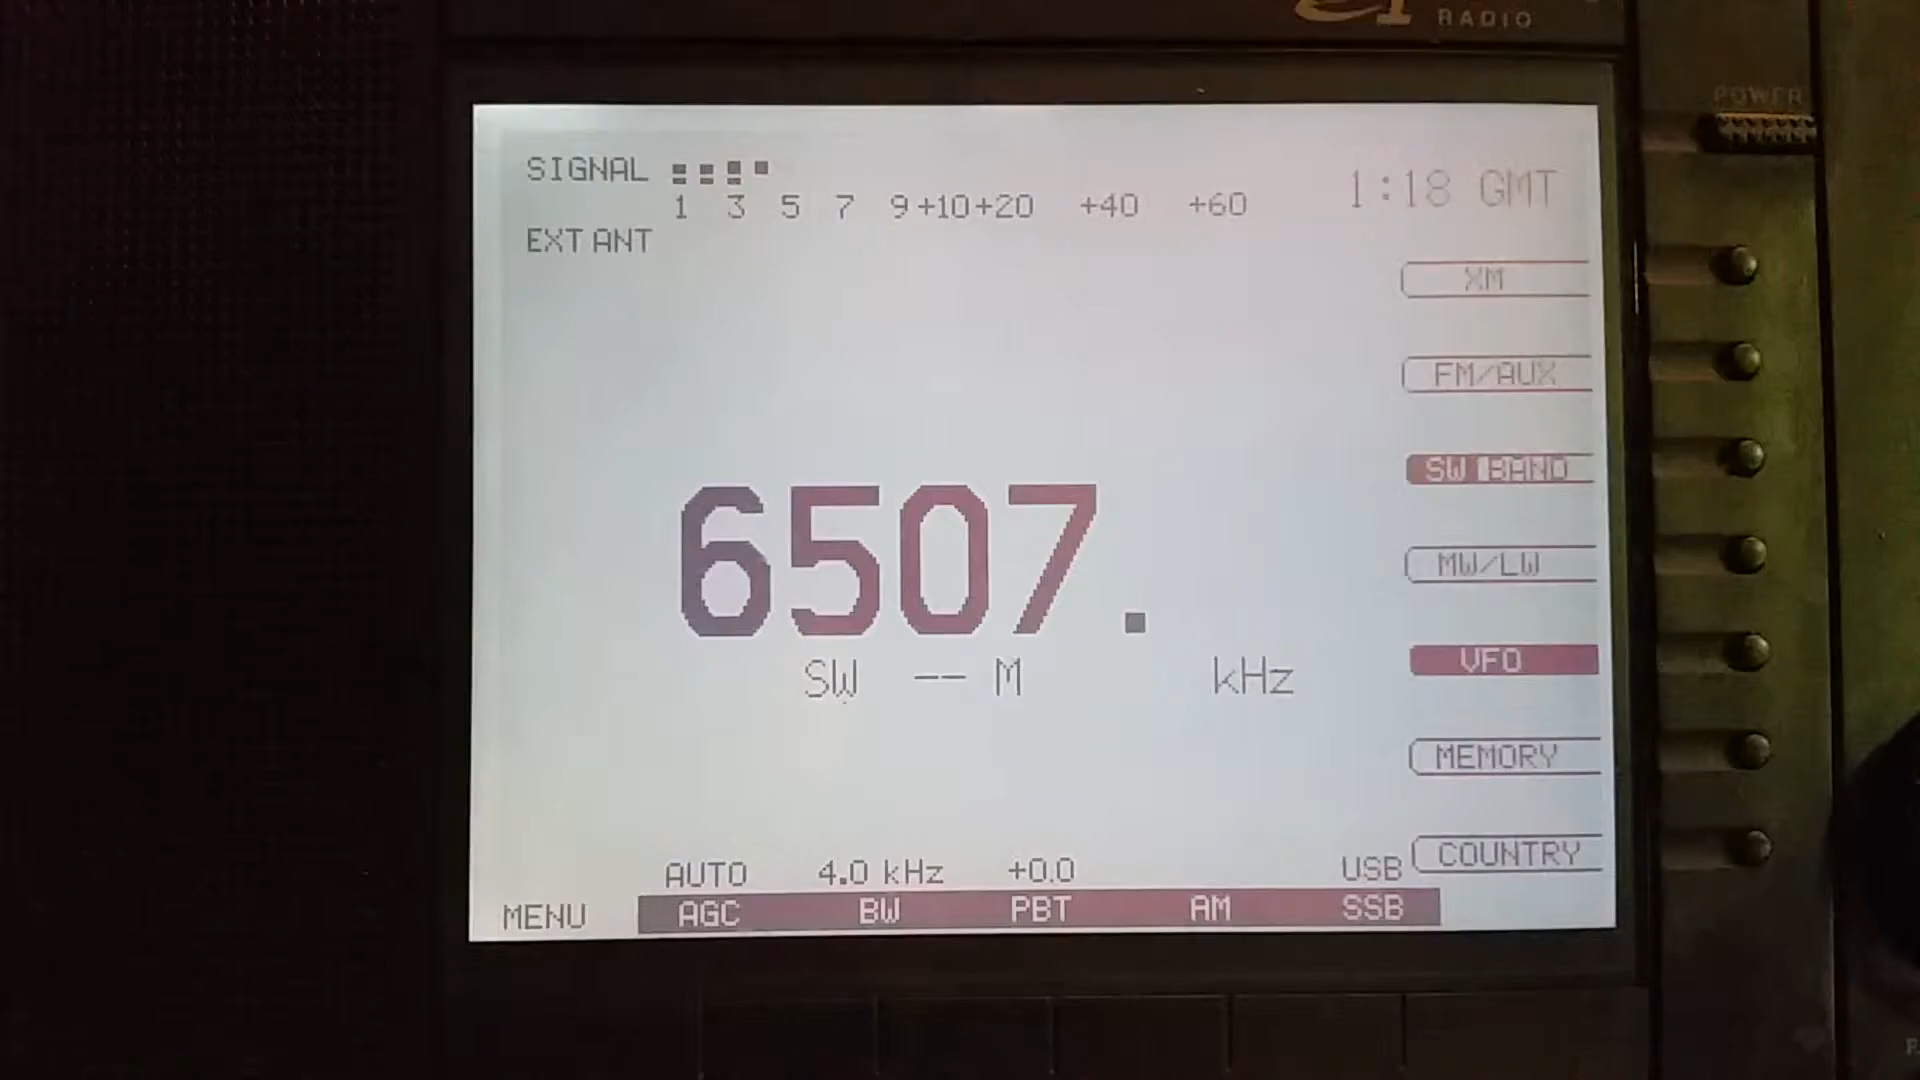 e1
RADIO
POWER
SIGNAL
1 3 5 7 9 +10 +20 +40 +60
1:18 GMT
EXT ANT
XM
FM/AUX
SW BAND
MW/LW
6507.
SW -- M kHz
VFO
MEMORY
COUNTRY
AUTO 4.0 kHz +0.0 USB
MENU AGC BW PBT AM SSB